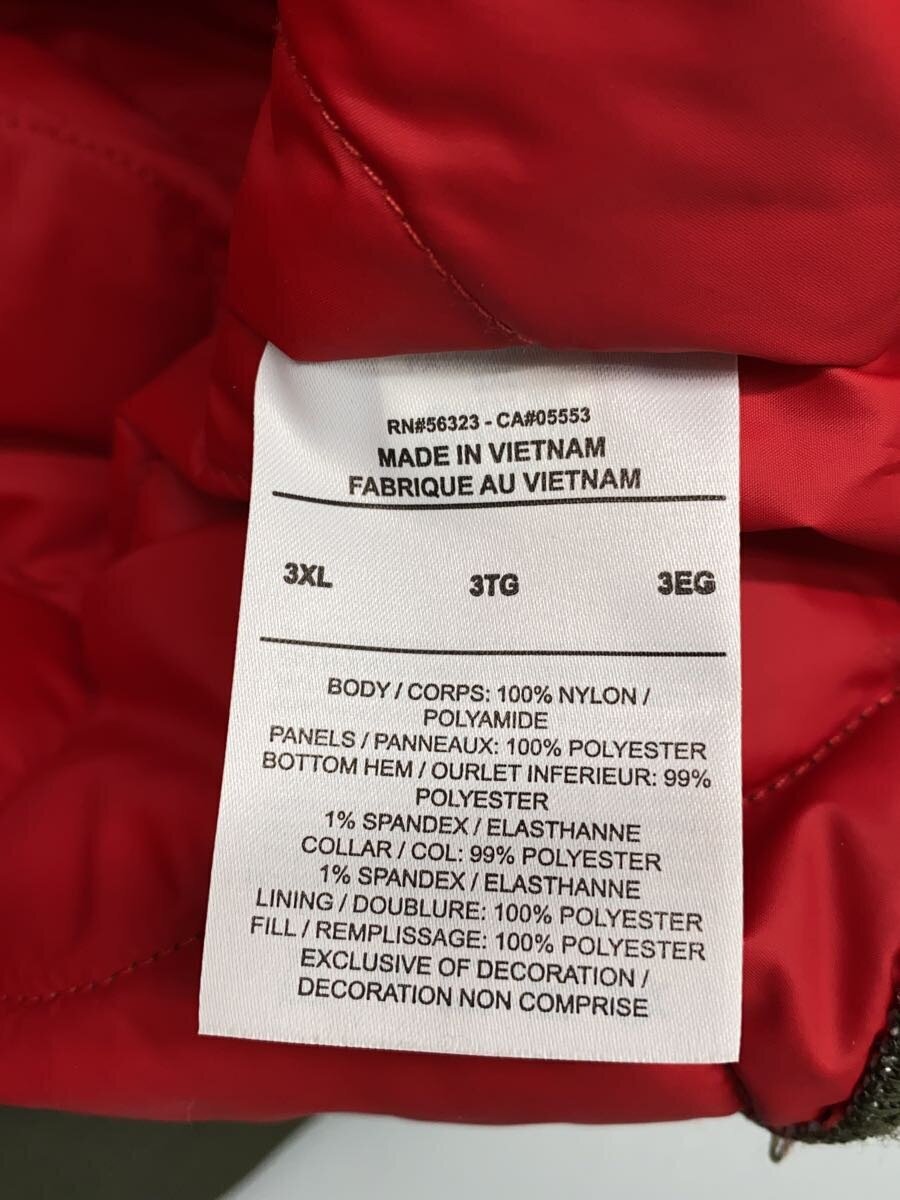 RN#56323 - CA#05553
MADE IN VIETNAM
FABRIQUE AU VIETNAM
3XL 3TG 3EG
BODY / CORPS: 100% NYLON /
POLYAMIDE
PANELS / PANNEAUX: 100% POLYESTER
BOTTOM HEM / OURLET INFERIEUR: 99%
POLYESTER
1% SPANDEX / ELASTHANNE
COLLAR / COL: 99% POLYESTER
1% SPANDEX / ELASTHANNE
LINING / DOUBLURE: 100% POLYESTER
FILL / REMPLISSAGE: 100% POLYESTER
EXCLUSIVE OF DECORATION /
DECORATION NON COMPRISE